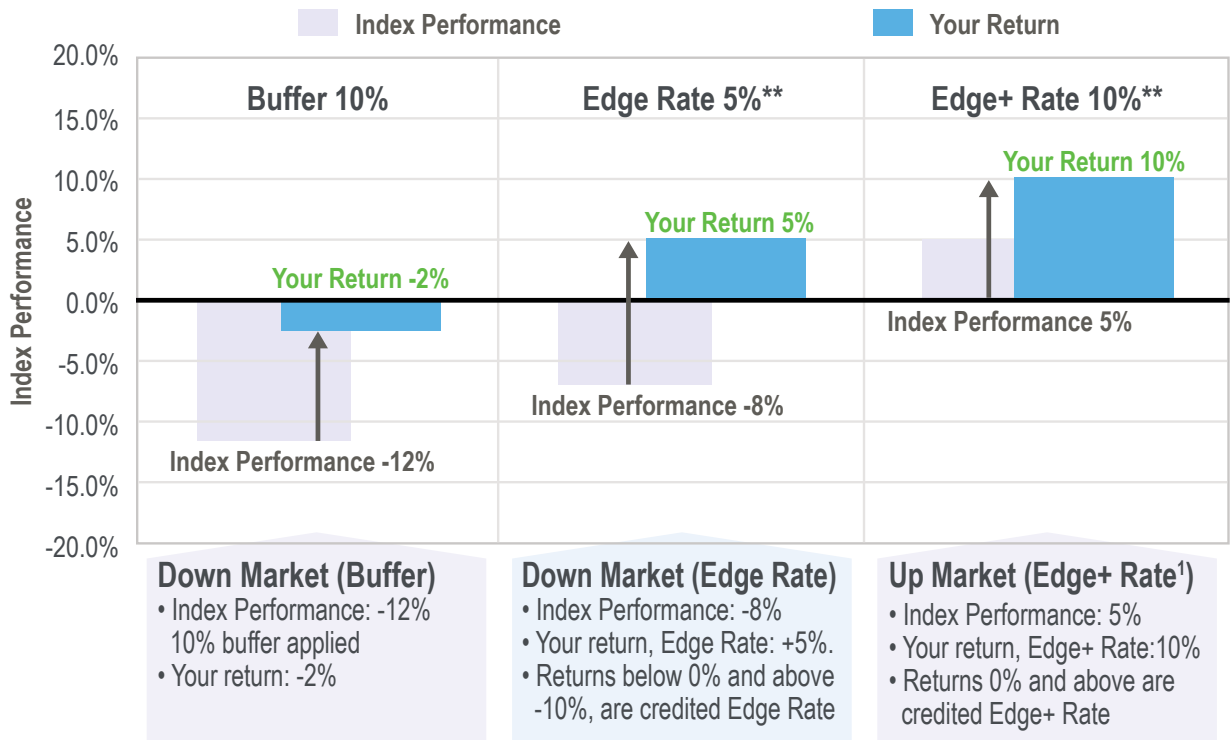 Index Performance
Your Return
20.0%
15.0%
10.0%
5.0%
0.0%
-5.0%
-10.0%
-15.0%
-20.0%
Index Performance
Buffer 10%
Your Return -2%
Index Performance -12%
Edge Rate 5%**
Your Return 5%
Index Performance -8%
Edge+ Rate 10%**
Your Return 10%
Index Performance 5%
Down Market (Buffer)
• Index Performance: -12%
10% buffer applied
• Your return: -2%
Down Market (Edge Rate)
• Index Performance: -8%
• Your return, Edge Rate: +5%.
• Returns below 0% and above
-10%, are credited Edge Rate
Up Market (Edge+ Rate¹)
• Index Performance: 5%
• Your return, Edge+ Rate:10%
• Returns 0% and above are
credited Edge+ Rate